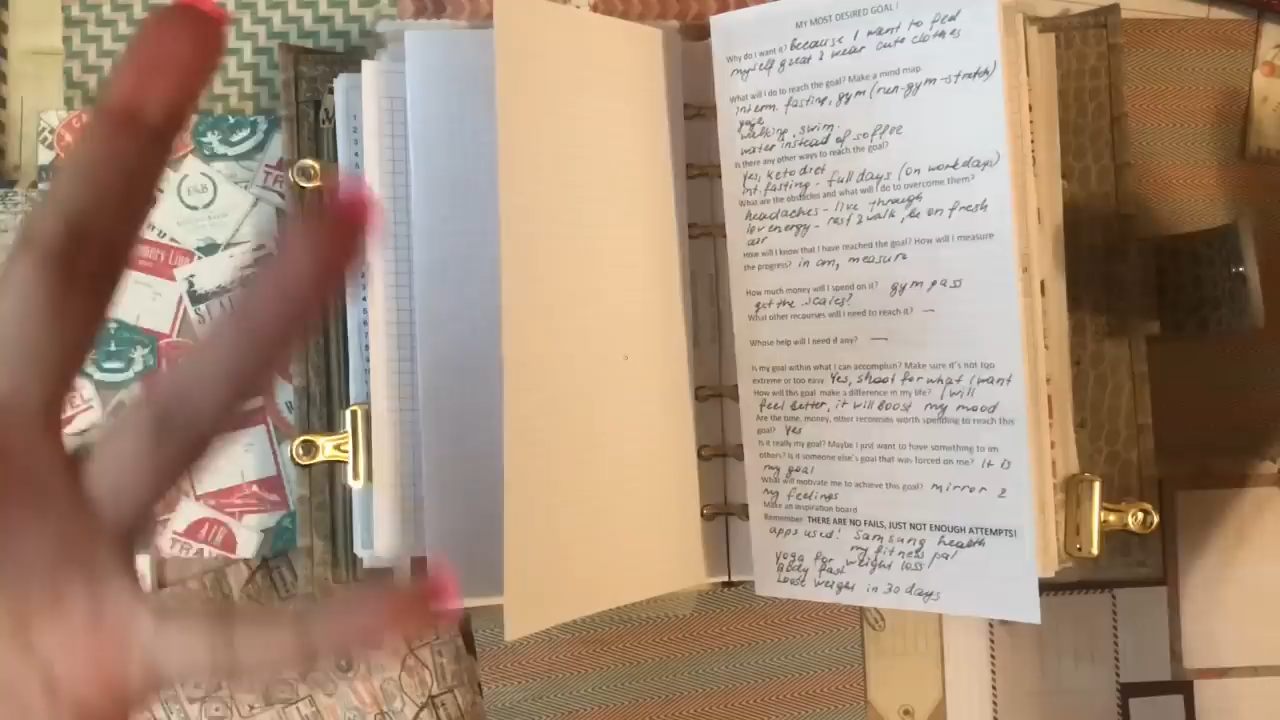 MY MOST DESIRED GOAL!
Why do I want it? Because I want to feel
myself great & wear cute clothes
What will I do to reach the goal? Make a mind map.
interm. fasting, gym (run-gym-stretch)
walking, swim
water instead of soffee
Is there any other ways to reach the goal?
yes, keto diet
int. fasting - full days (on workdays)
What are the obstacles and what will I do to overcome them?
headaches - live through
low energy - rest & walk, be on fresh
air
How will I know that I have reached the goal? How will I measure
the progress? in cm, measure
How much money will I spend on it? gym pass
get the scales?
What other recourses will I need to reach it? —
Whose help will I need if any? —
Is my goal within what I can accomplish? Make sure it's not too
extreme or too easy Yes, shoot for what I want
How will this goal make a difference in my life? I will
feel better, it will boost my mood
Are the time, money, other recourses worth spending to reach this
goal? Yes
Is it really my goal? Maybe I just want to have something to im
others? Is it someone else's goal that was forced on me? it is
my goal
What will motivate me to achieve this goal? mirror &
my feelings
Make an inspiration board
Remember THERE ARE NO FAILS, JUST NOT ENOUGH ATTEMPTS!
apps used: Samsung health
my fitness pal
yoga for weight loss
Body fast
Loose weight in 30 days